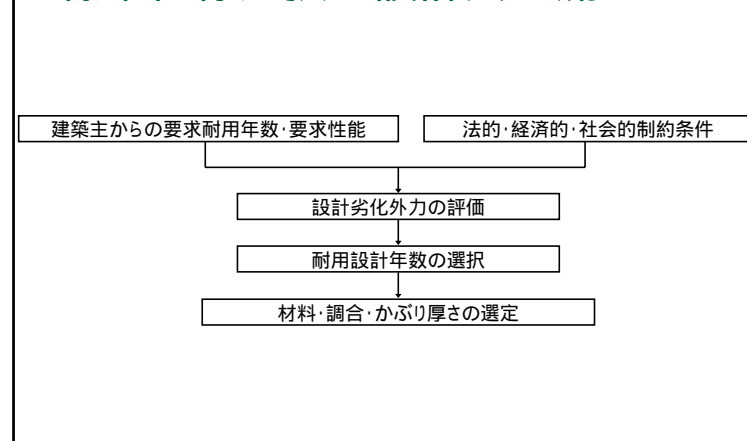 建築主からの要求耐用年数・要求性能
法的・経済的・社会的制約条件
設計劣化外力の評価
耐用設計年数の選択
材料・調合・かぶり厚さの選定